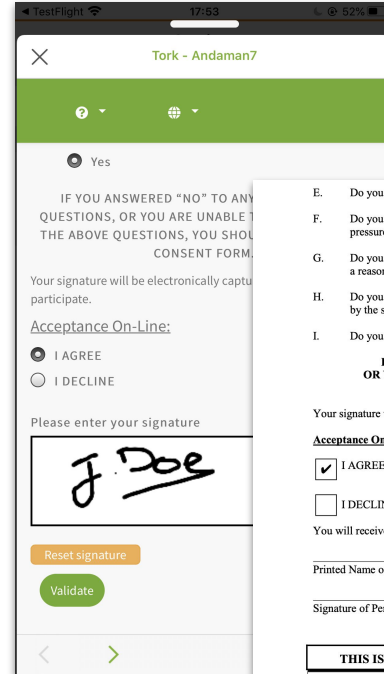 TestFlight 17:53 52%
Tork - Andaman7
Yes
IF YOU ANSWERED “NO” TO ANY
QUESTIONS, OR YOU ARE UNABLE
THE ABOVE QUESTIONS, YOU SHOU
CONSENT FORM.
Your signature will be electronically captu
participate.
Acceptance On-Line:
I AGREE
I DECLINE
Please enter your signature
J. Doe
Reset signature
Validate
E. Do you
F. Do you
pressure
G. Do you
a reason
H. Do you
by the s
I. Do you
OR
Your signature
Acceptance On
I AGREE
I DECLIN
You will receive
Printed Name o
Signature of Pe
THIS IS